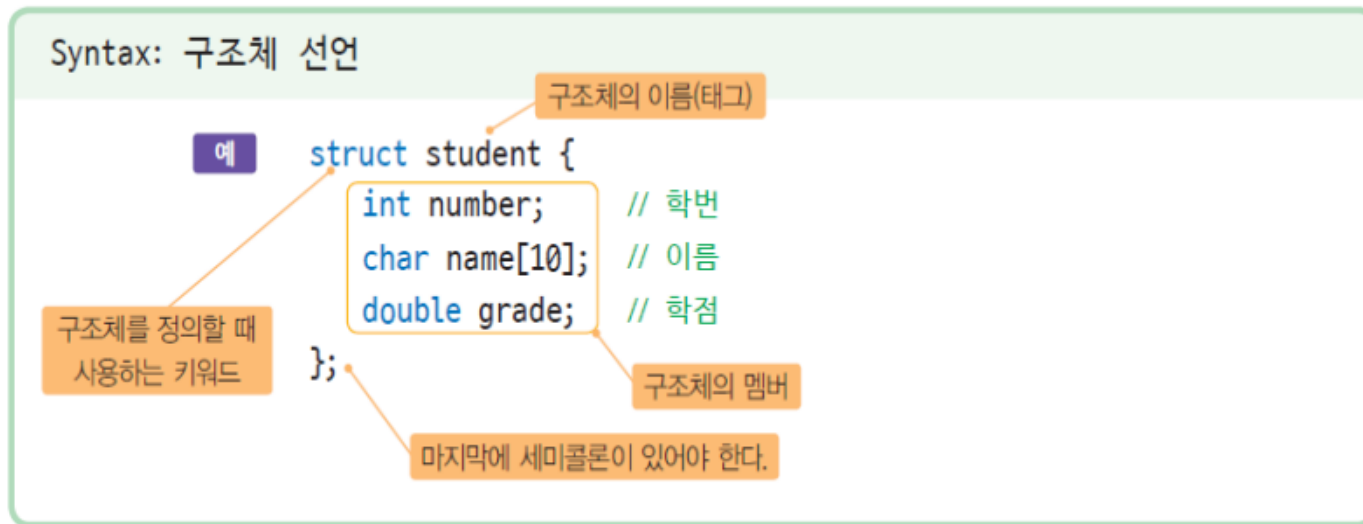 Syntax: 구조체 선언
구조체의 이름(태그)
예
struct student {
int number; // 학번
char name[10]; // 이름
double grade; // 학점
구조체를 정의할 때
사용하는 키워드
};
구조체의 멤버
마지막에 세미콜론이 있어야 한다.